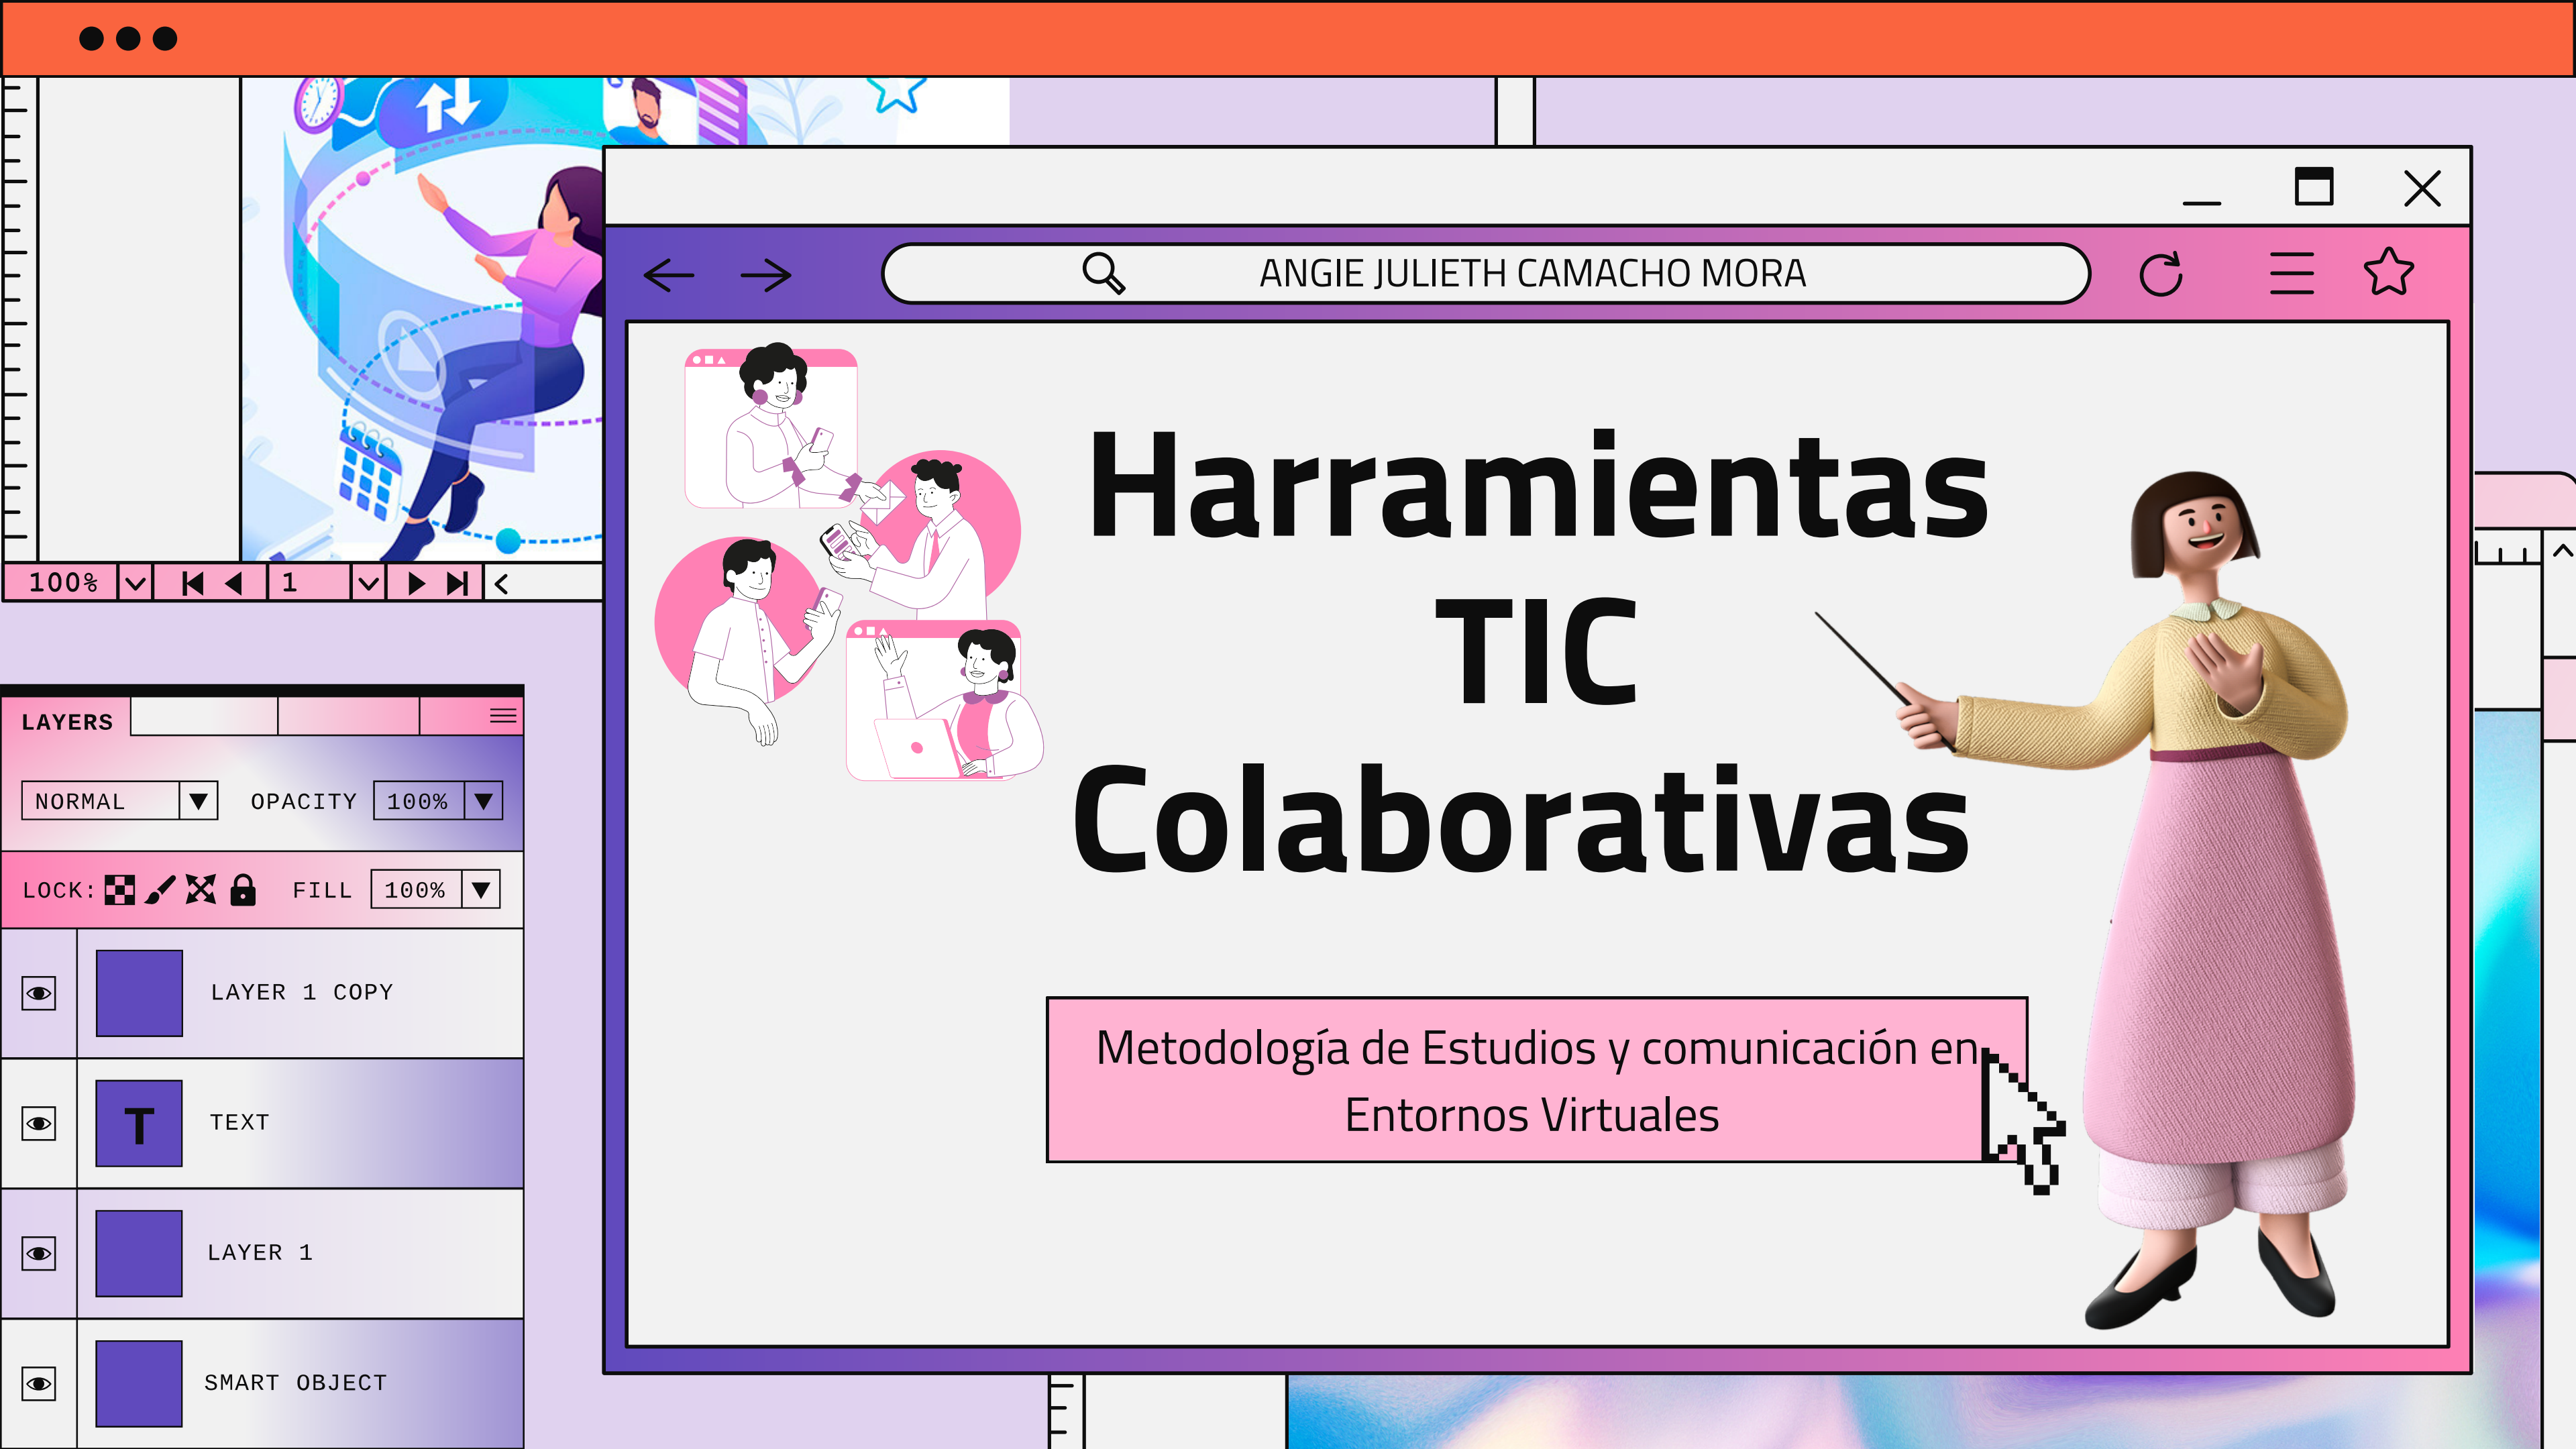 ANGIE JULIETH CAMACHO MORA
Harramientas
TIC
Colaborativas
Metodología de Estudios y comunicación en
Entornos Virtuales
100%
1
LAYERS
NORMAL
OPACITY
100%
LOCK:
FILL
100%
LAYER 1 COPY
T
TEXT
LAYER 1
SMART OBJECT